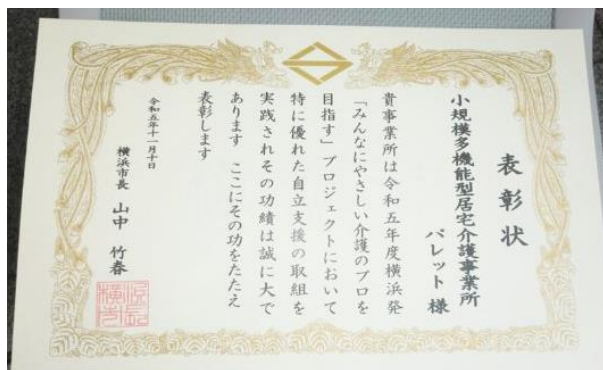 表彰状
小規模多機能型居宅介護事業所
パレット 様
貴事業所は令和五年度横浜発
「みんなにやさしい介護のプロを
目指す」プロジェクトにおいて
特に優れた自立支援の取組を
実践されその功績は誠に大で
あります ここにその功をたたえ
表彰します
令和五年十一月十日
横浜市長 山中 竹春